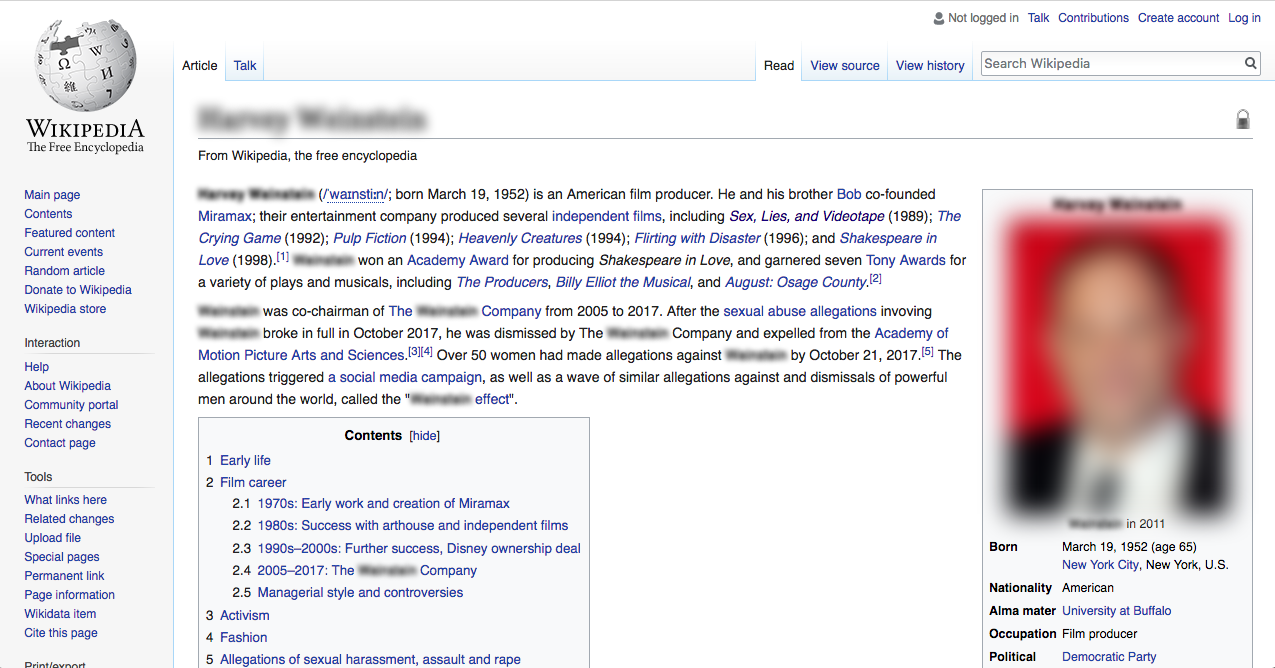 Not logged in Talk Contributions Create account Log in
Article Talk Read View source View history Search Wikipedia
WIKIPEDIA
The Free Encyclopedia
Main page
Contents
Featured content
Current events
Random article
Donate to Wikipedia
Wikipedia store
Interaction
Help
About Wikipedia
Community portal
Recent changes
Contact page
Tools
What links here
Related changes
Upload file
Special pages
Permanent link
Page information
Wikidata item
Cite this page
Print/export
From Wikipedia, the free encyclopedia
(/ˈwaɪnstiːn/; born March 19, 1952) is an American film producer. He and his brother Bob co-founded
Miramax; their entertainment company produced several independent films, including Sex, Lies, and Videotape (1989); The
Crying Game (1992); Pulp Fiction (1994); Heavenly Creatures (1994); Flirting with Disaster (1996); and Shakespeare in
Love (1998).[1] won an Academy Award for producing Shakespeare in Love, and garnered seven Tony Awards for
a variety of plays and musicals, including The Producers, Billy Elliot the Musical, and August: Osage County.[2]
was co-chairman of The Company from 2005 to 2017. After the sexual abuse allegations invoving
broke in full in October 2017, he was dismissed by The Company and expelled from the Academy of
Motion Picture Arts and Sciences.[3][4] Over 50 women had made allegations against by October 21, 2017.[5] The
allegations triggered a social media campaign, as well as a wave of similar allegations against and dismissals of powerful
men around the world, called the " effect".
Contents [hide]
1 Early life
2 Film career
2.1 1970s: Early work and creation of Miramax
2.2 1980s: Success with arthouse and independent films
2.3 1990s–2000s: Further success, Disney ownership deal
2.4 2005–2017: The Company
2.5 Managerial style and controversies
3 Activism
4 Fashion
5 Allegations of sexual harassment, assault and rape
in 2011
Born March 19, 1952 (age 65)
New York City, New York, U.S.
Nationality American
Alma mater University at Buffalo
Occupation Film producer
Political Democratic Party